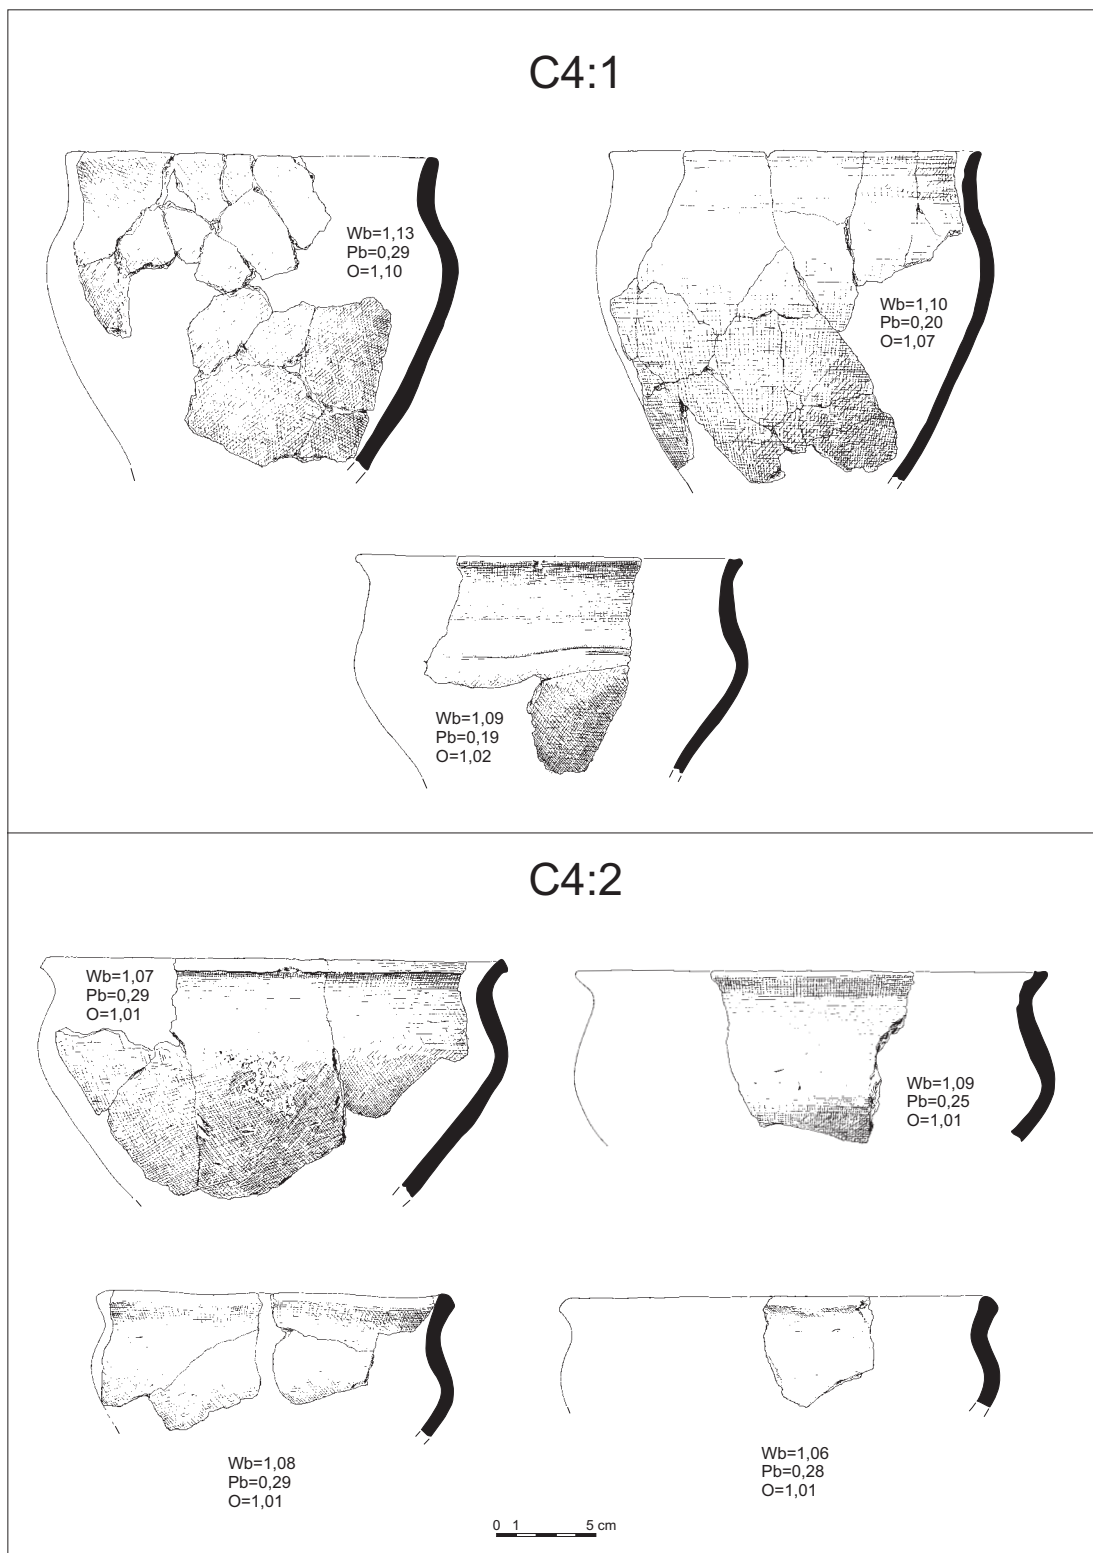 C4:1
Wb=1,13
Pb=0,29
O=1,10
Wb=1,10
Pb=0,20
O=1,07
Wb=1,09
Pb=0,19
O=1,02
C4:2
Wb=1,07
Pb=0,29
O=1,01
Wb=1,09
Pb=0,25
O=1,01
Wb=1,08
Pb=0,29
O=1,01
Wb=1,06
Pb=0,28
O=1,01
0 1 5 cm